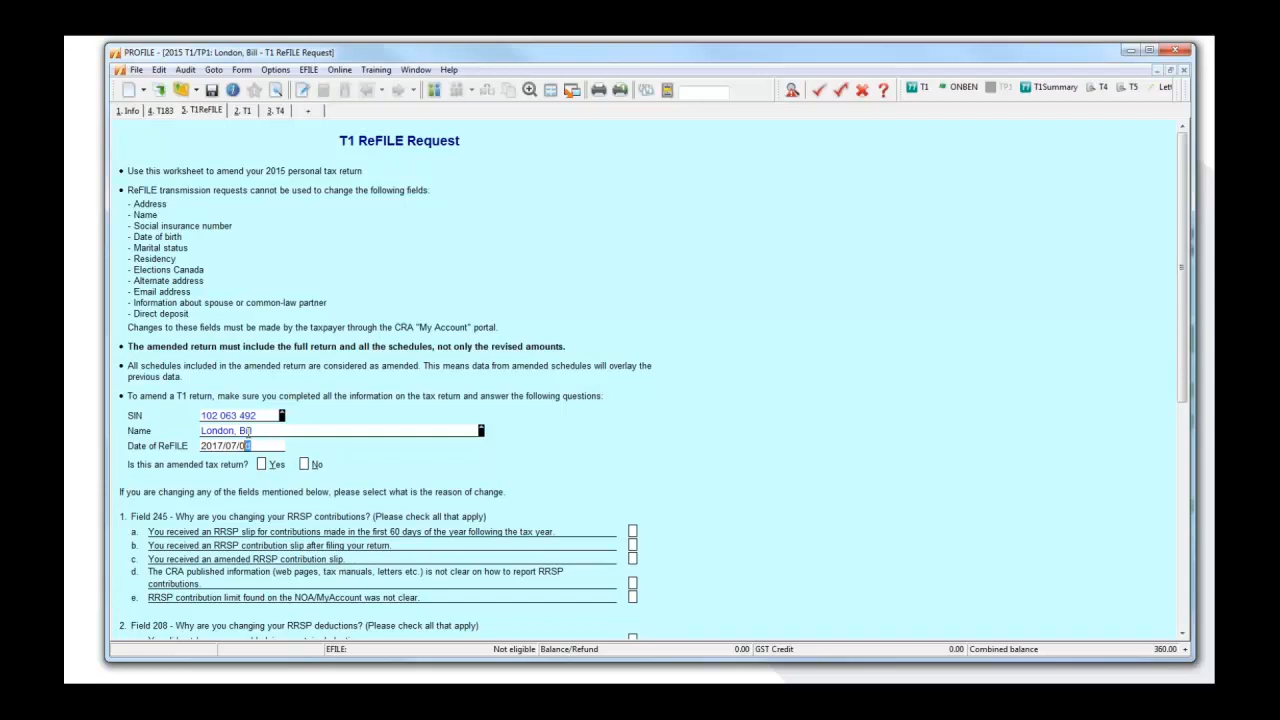 PROFILE - [2015 T1/TP1: London, Bill - T1 ReFILE Request]
File Edit Audit Goto Form Options EFILE Online Training Window Help
T1 ONBEN TP1 T1Summary T4 T5 Lett
1. Info 4. T183 5. T1ReFILE 2. T1 3. T4 +
T1 ReFILE Request
• Use this worksheet to amend your 2015 personal tax return
• ReFILE transmission requests cannot be used to change the following fields:
- Address
- Name
- Social insurance number
- Date of birth
- Marital status
- Residency
- Elections Canada
- Alternate address
- Email address
- Information about spouse or common-law partner
- Direct deposit
Changes to these fields must be made by the taxpayer through the CRA "My Account" portal.
• The amended return must include the full return and all the schedules, not only the revised amounts.
• All schedules included in the amended return are considered as amended. This means data from amended schedules will overlay the
previous data.
• To amend a T1 return, make sure you completed all the information on the tax return and answer the following questions:
SIN 102 063 492
Name London, Bill
Date of ReFILE 2017/07/0
Is this an amended tax return? Yes No
If you are changing any of the fields mentioned below, please select what is the reason of change.
1. Field 245 - Why are you changing your RRSP contributions? (Please check all that apply)
a. You received an RRSP slip for contributions made in the first 60 days of the year following the tax year.
b. You received an RRSP contribution slip after filing your return.
c. You received an amended RRSP contribution slip.
d. The CRA published information (web pages, tax manuals, letters etc.) is not clear on how to report RRSP
contributions.
e. RRSP contribution limit found on the NOA/MyAccount was not clear.
2. Field 208 - Why are you changing your RRSP deductions? (Please check all that apply)
EFILE: Not eligible Balance/Refund 0.00 GST Credit 0.00 Combined balance 360.00 +